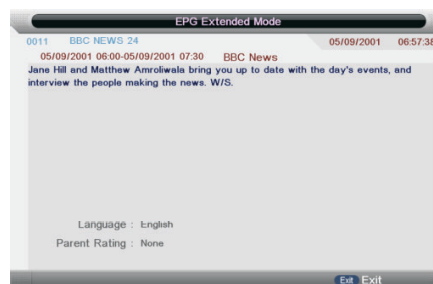 EPG Extended Mode
0011 BBC NEWS 24 05/09/2001 06:57:38
05/09/2001 06:00-05/09/2001 07:30 BBC News
Jane Hill and Matthew Amroliwala bring you up to date with the day's events, and
interview the people making the news. W/S.
Language : English
Parent Rating : None
Exit Exit